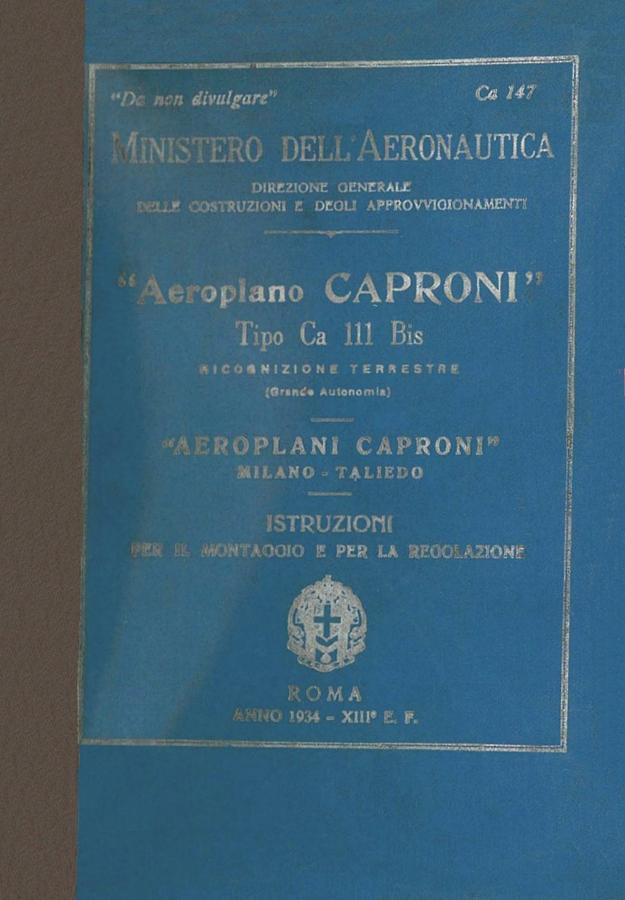 "Da non divulgare"
Ca 147
MINISTERO DELL'AERONAUTICA
DIREZIONE GENERALE
DELLE COSTRUZIONI E DEGLI APPROVVIGIONAMENTI
"Aeroplano CAPRONI"
Tipo Ca 111 Bis
RICOGNIZIONE TERRESTRE
(Grande Autonomia)
"AEROPLANI CAPRONI"
MILANO - TALIEDO
ISTRUZIONI
PER IL MONTAGGIO E PER LA REGOLAZIONE
ROMA
ANNO 1934 - XIIIº E. F.